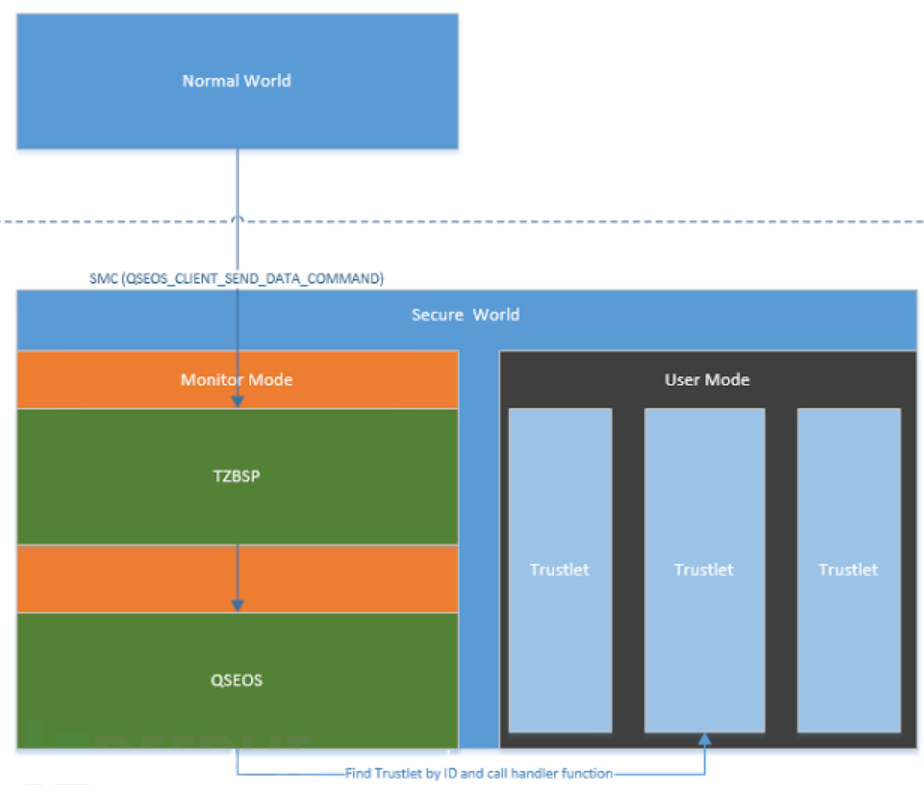 Normal World
SMC (QSEOS_CLIENT_SEND_DATA_COMMAND)
Secure World
Monitor Mode
User Mode
TZBSP
Trustlet
Trustlet
Trustlet
QSEOS
Find Trustlet by ID and call handler function